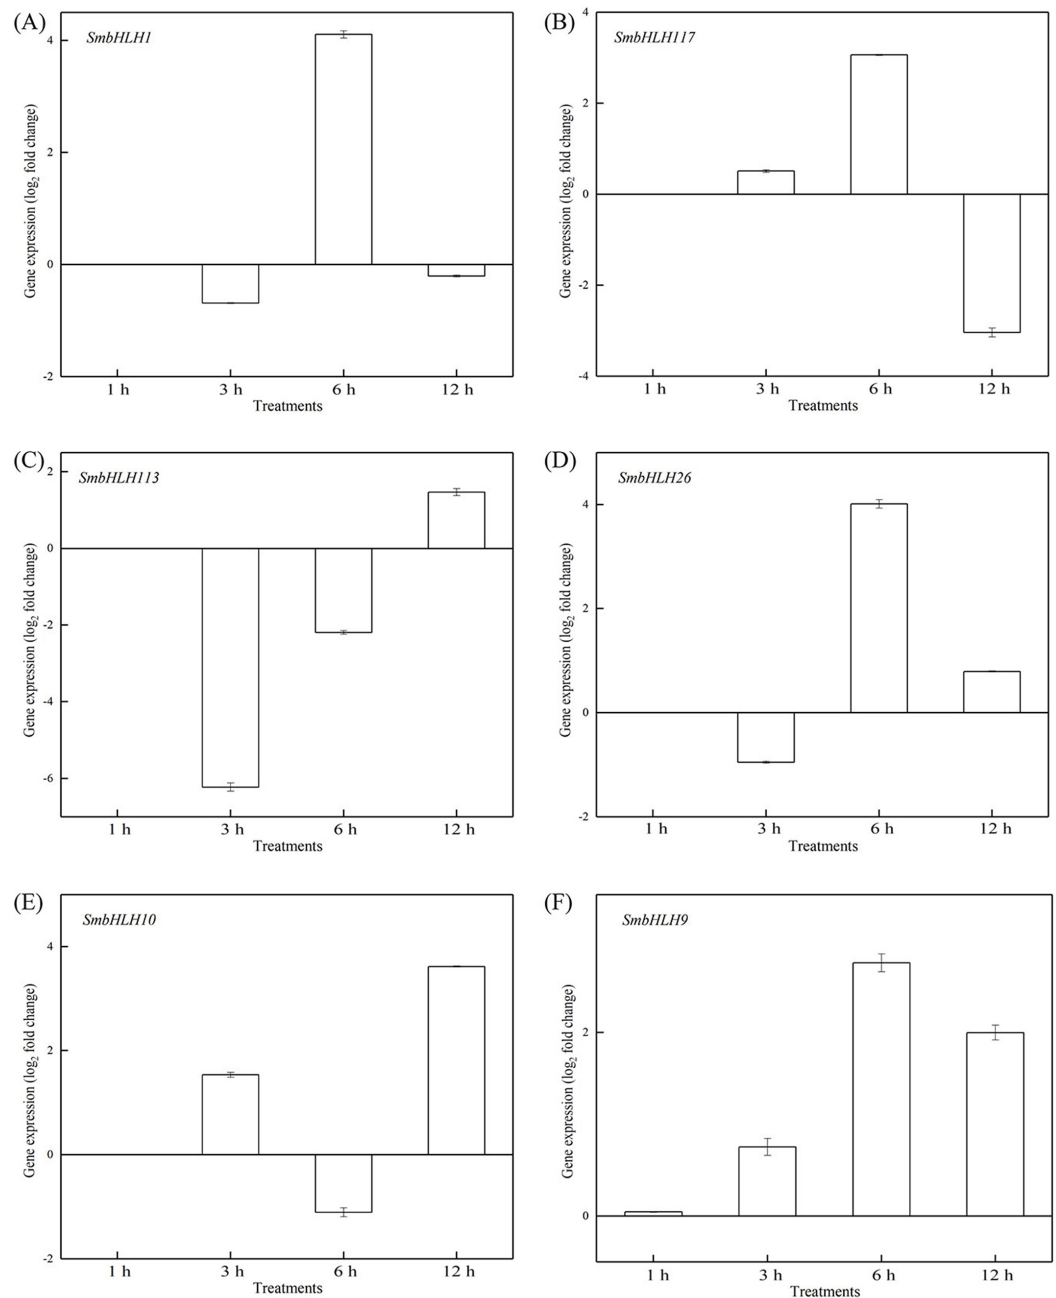 (A)
SmbHLH1
4
2
0
-2
Gene expression (log2 fold change)
1 h 3 h 6 h 12 h
Treatments
(B)
SmbHLH117
4
2
0
-2
-4
Gene expression (log2 fold change)
1 h 3 h 6 h 12 h
Treatments
(C)
SmbHLH113
2
0
-2
-4
-6
Gene expression (log2 fold change)
1 h 3 h 6 h 12 h
Treatments
(D)
SmbHLH26
4
2
0
-2
Gene expression (log2 fold change)
1 h 3 h 6 h 12 h
Treatments
(E)
SmbHLH10
4
2
0
-2
Gene expression (log2 fold change)
1 h 3 h 6 h 12 h
Treatments
(F)
SmbHLH9
2
0
Gene expression (log2 fold change)
1 h 3 h 6 h 12 h
Treatments